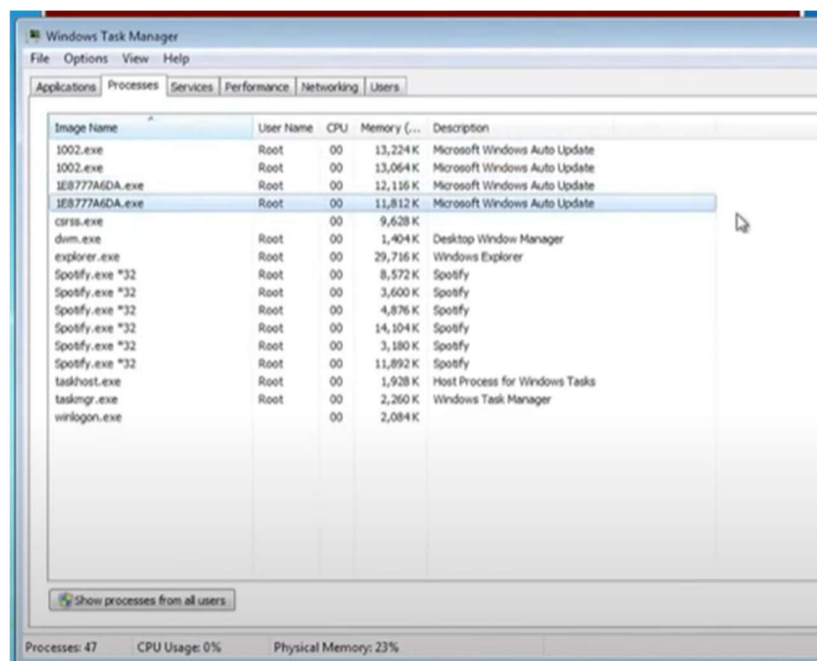 Windows Task Manager
File Options View Help
Applications Processes Services Performance Networking Users
Image Name User Name CPU Memory (... Description
1002.exe Root 00 13,224 K Microsoft Windows Auto Update
1002.exe Root 00 13,064 K Microsoft Windows Auto Update
1E8777A6DA.exe Root 00 12,116 K Microsoft Windows Auto Update
1E8777A6DA.exe Root 00 11,812 K Microsoft Windows Auto Update
csrss.exe 00 9,628 K
dwm.exe Root 00 1,404 K Desktop Window Manager
explorer.exe Root 00 29,716 K Windows Explorer
Spotify.exe *32 Root 00 8,572 K Spotify
Spotify.exe *32 Root 00 3,600 K Spotify
Spotify.exe *32 Root 00 4,876 K Spotify
Spotify.exe *32 Root 00 14,104 K Spotify
Spotify.exe *32 Root 00 3,180 K Spotify
Spotify.exe *32 Root 00 11,892 K Spotify
taskhost.exe Root 00 1,928 K Host Process for Windows Tasks
taskmgr.exe Root 00 2,260 K Windows Task Manager
winlogon.exe 00 2,084 K
Show processes from all users
Processes: 47 CPU Usage: 0% Physical Memory: 23%